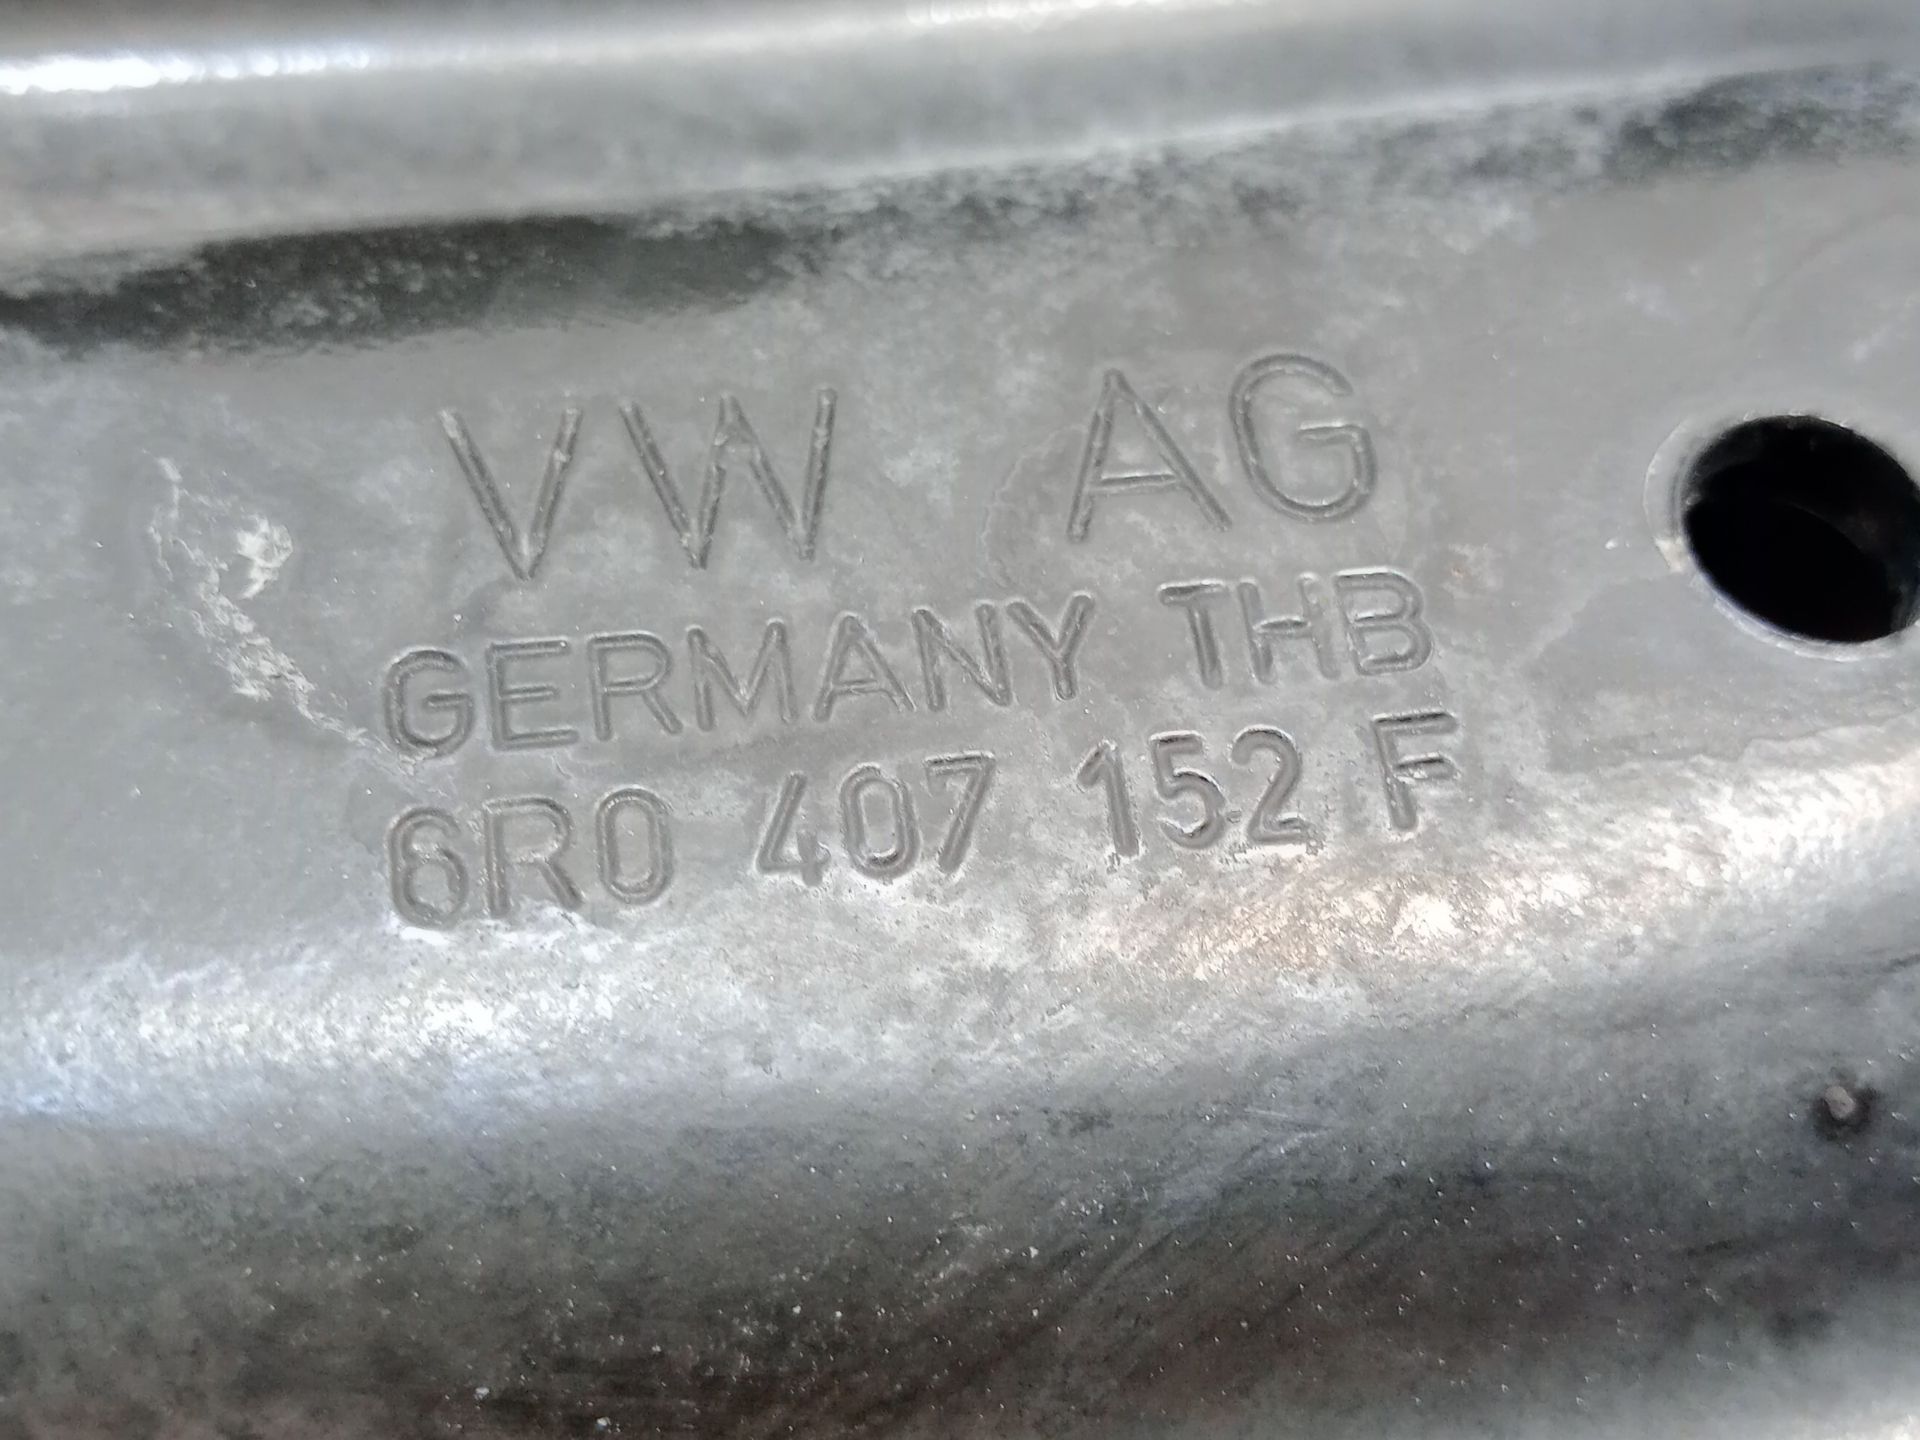 VW AG
GERMANY THB
6R0 407 152 F